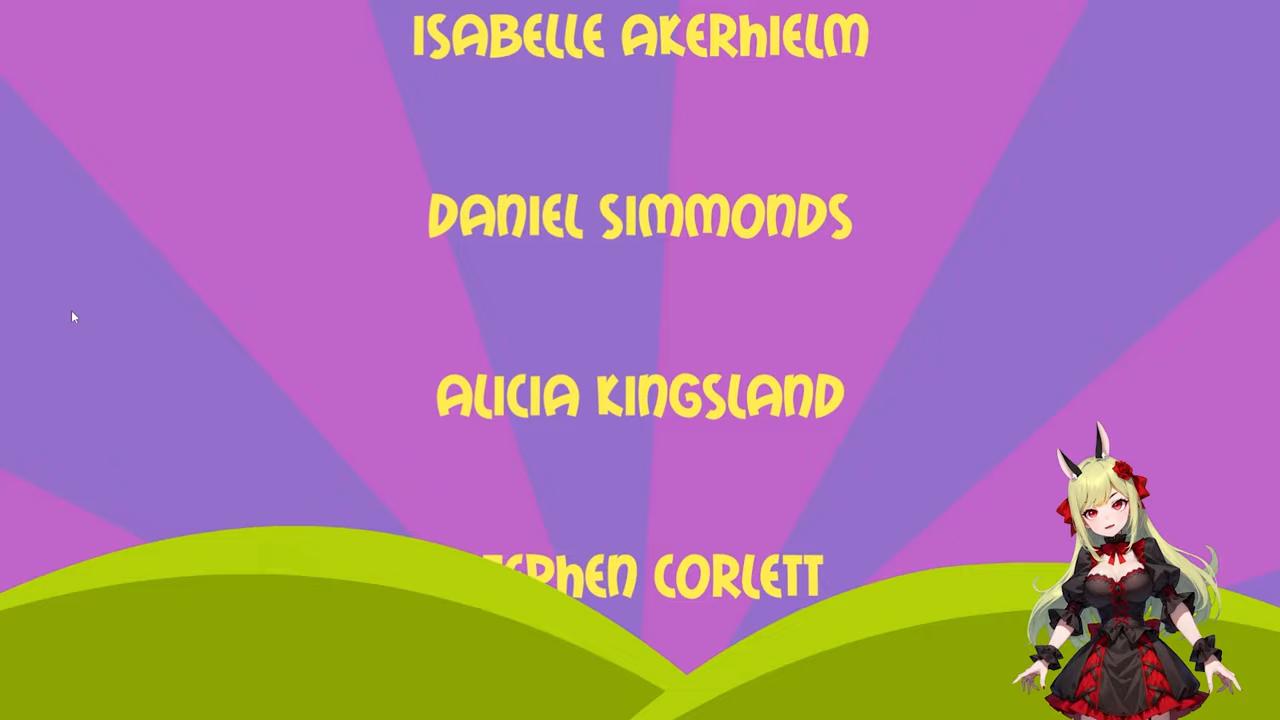 ISABELLE AKERHIELM
DANIEL SIMMONDS
ALICIA KINGSLAND
CORLETT